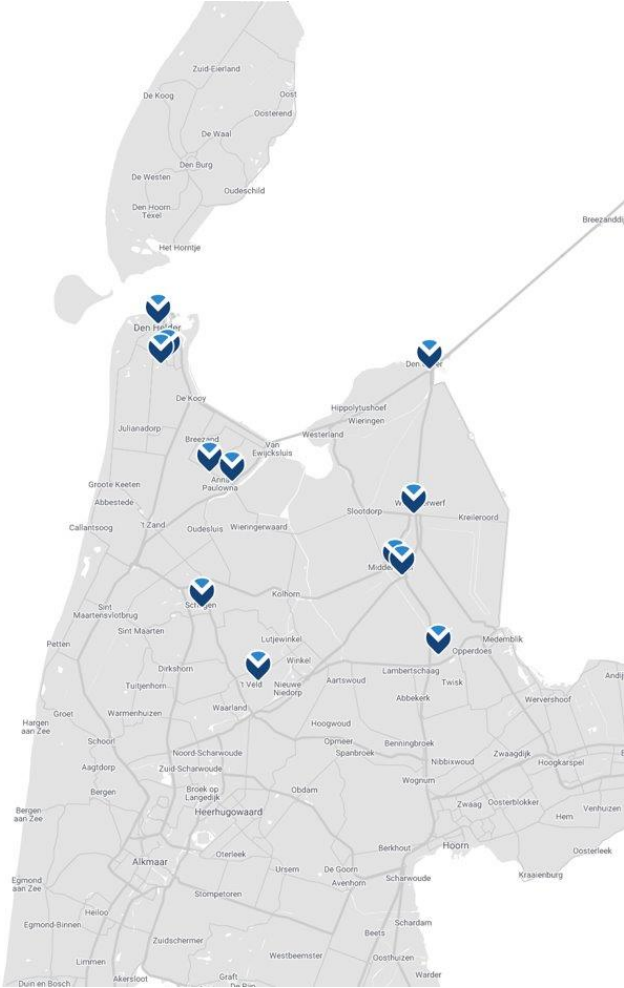 Zuid-Eierland
De Koog
Oost
Oosterend
De Waal
Den Burg
De Westen
Oudeschild
Den Hoorn
Texel
Breezanddij
Het Horntje
Den Helder
De Kooy
Hippolytushoef
Wieringen
Julianadorp
Westerland
Breezand
Van
Ewijcksluis
Anna
Paulowna
Groote Keeten
Abbestede
Slootdorp
Kreileroord
Callantsoog
't Zand
Oudesluis
Wieringerwaard
Kolhorn
Sint
Maartensvlotbrug
Sint Maarten
Petten
Lutjewinkel
Medemblik
Opperdoes
Winkel
Dirkshorn
Lambertschaag
Aartswoud
Twisk
Tuitjenhorn
't Veld
Nieuwe
Niedorp
Abbekerk
Wervershoof
Andij
Waarland
Groet
Warmenhuizen
Hargen
aan Zee
Hoogwoud
Schoorl
Opmeer
Benningbroek
Noord-Scharwoude
Spanbroek
Zwaagdijk
Nibbixwoud
Hoogkarspel
Aagtdorp
Zuid-Scharwoude
Wognum
Bergen
Broek op
Langedijk
Obdam
Zwaag
Oosterblokker
Venhuizen
Bergen
aan Zee
Heerhugowaard
Hem
Hoorn
Berkhout
Oosterleek
Oterleek
Alkmaar
Ursem
De Goorn
Avenhorn
Scharwoude
Kraaienburg
Egmond
aan Zee
Stompetoren
Heiloo
Egmond-Binnen
Schardam
Beets
Zuidschermer
Westbeemster
Oosthuizen
Limmen
Warder
Akersloot
Graft
De Rijp
Duin en Bosch